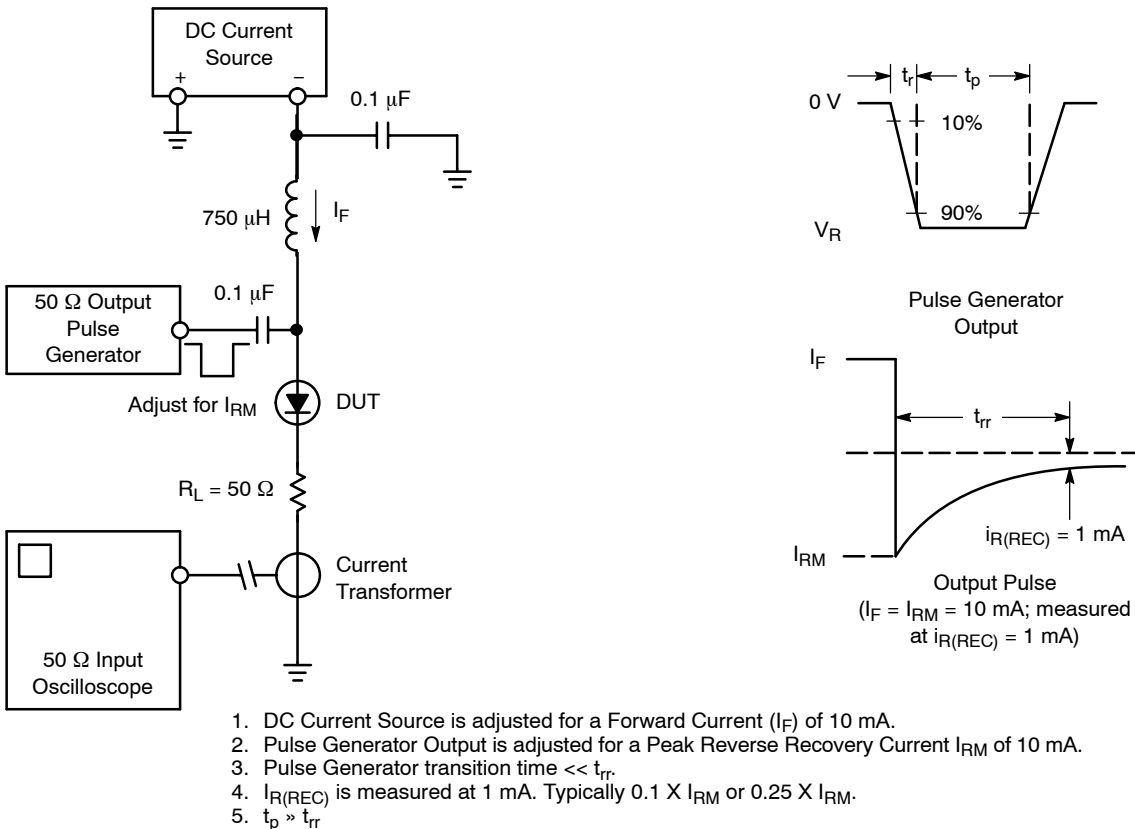 DC Current
Source
+ −
0.1 μF
750 μH
I_F
50 Ω Output
Pulse
Generator
0.1 μF
Adjust for I_RM
DUT
R_L = 50 Ω
Current
Transformer
50 Ω Input
Oscilloscope
t_r t_p
0 V
10%
90%
V_R
Pulse Generator
Output
I_F
t_rr
i_R(REC) = 1 mA
I_RM
Output Pulse
(I_F = I_RM = 10 mA; measured
at i_R(REC) = 1 mA)
1. DC Current Source is adjusted for a Forward Current (I_F) of 10 mA.
2. Pulse Generator Output is adjusted for a Peak Reverse Recovery Current I_RM of 10 mA.
3. Pulse Generator transition time << t_rr.
4. I_R(REC) is measured at 1 mA. Typically 0.1 X I_RM or 0.25 X I_RM.
5. t_p » t_rr